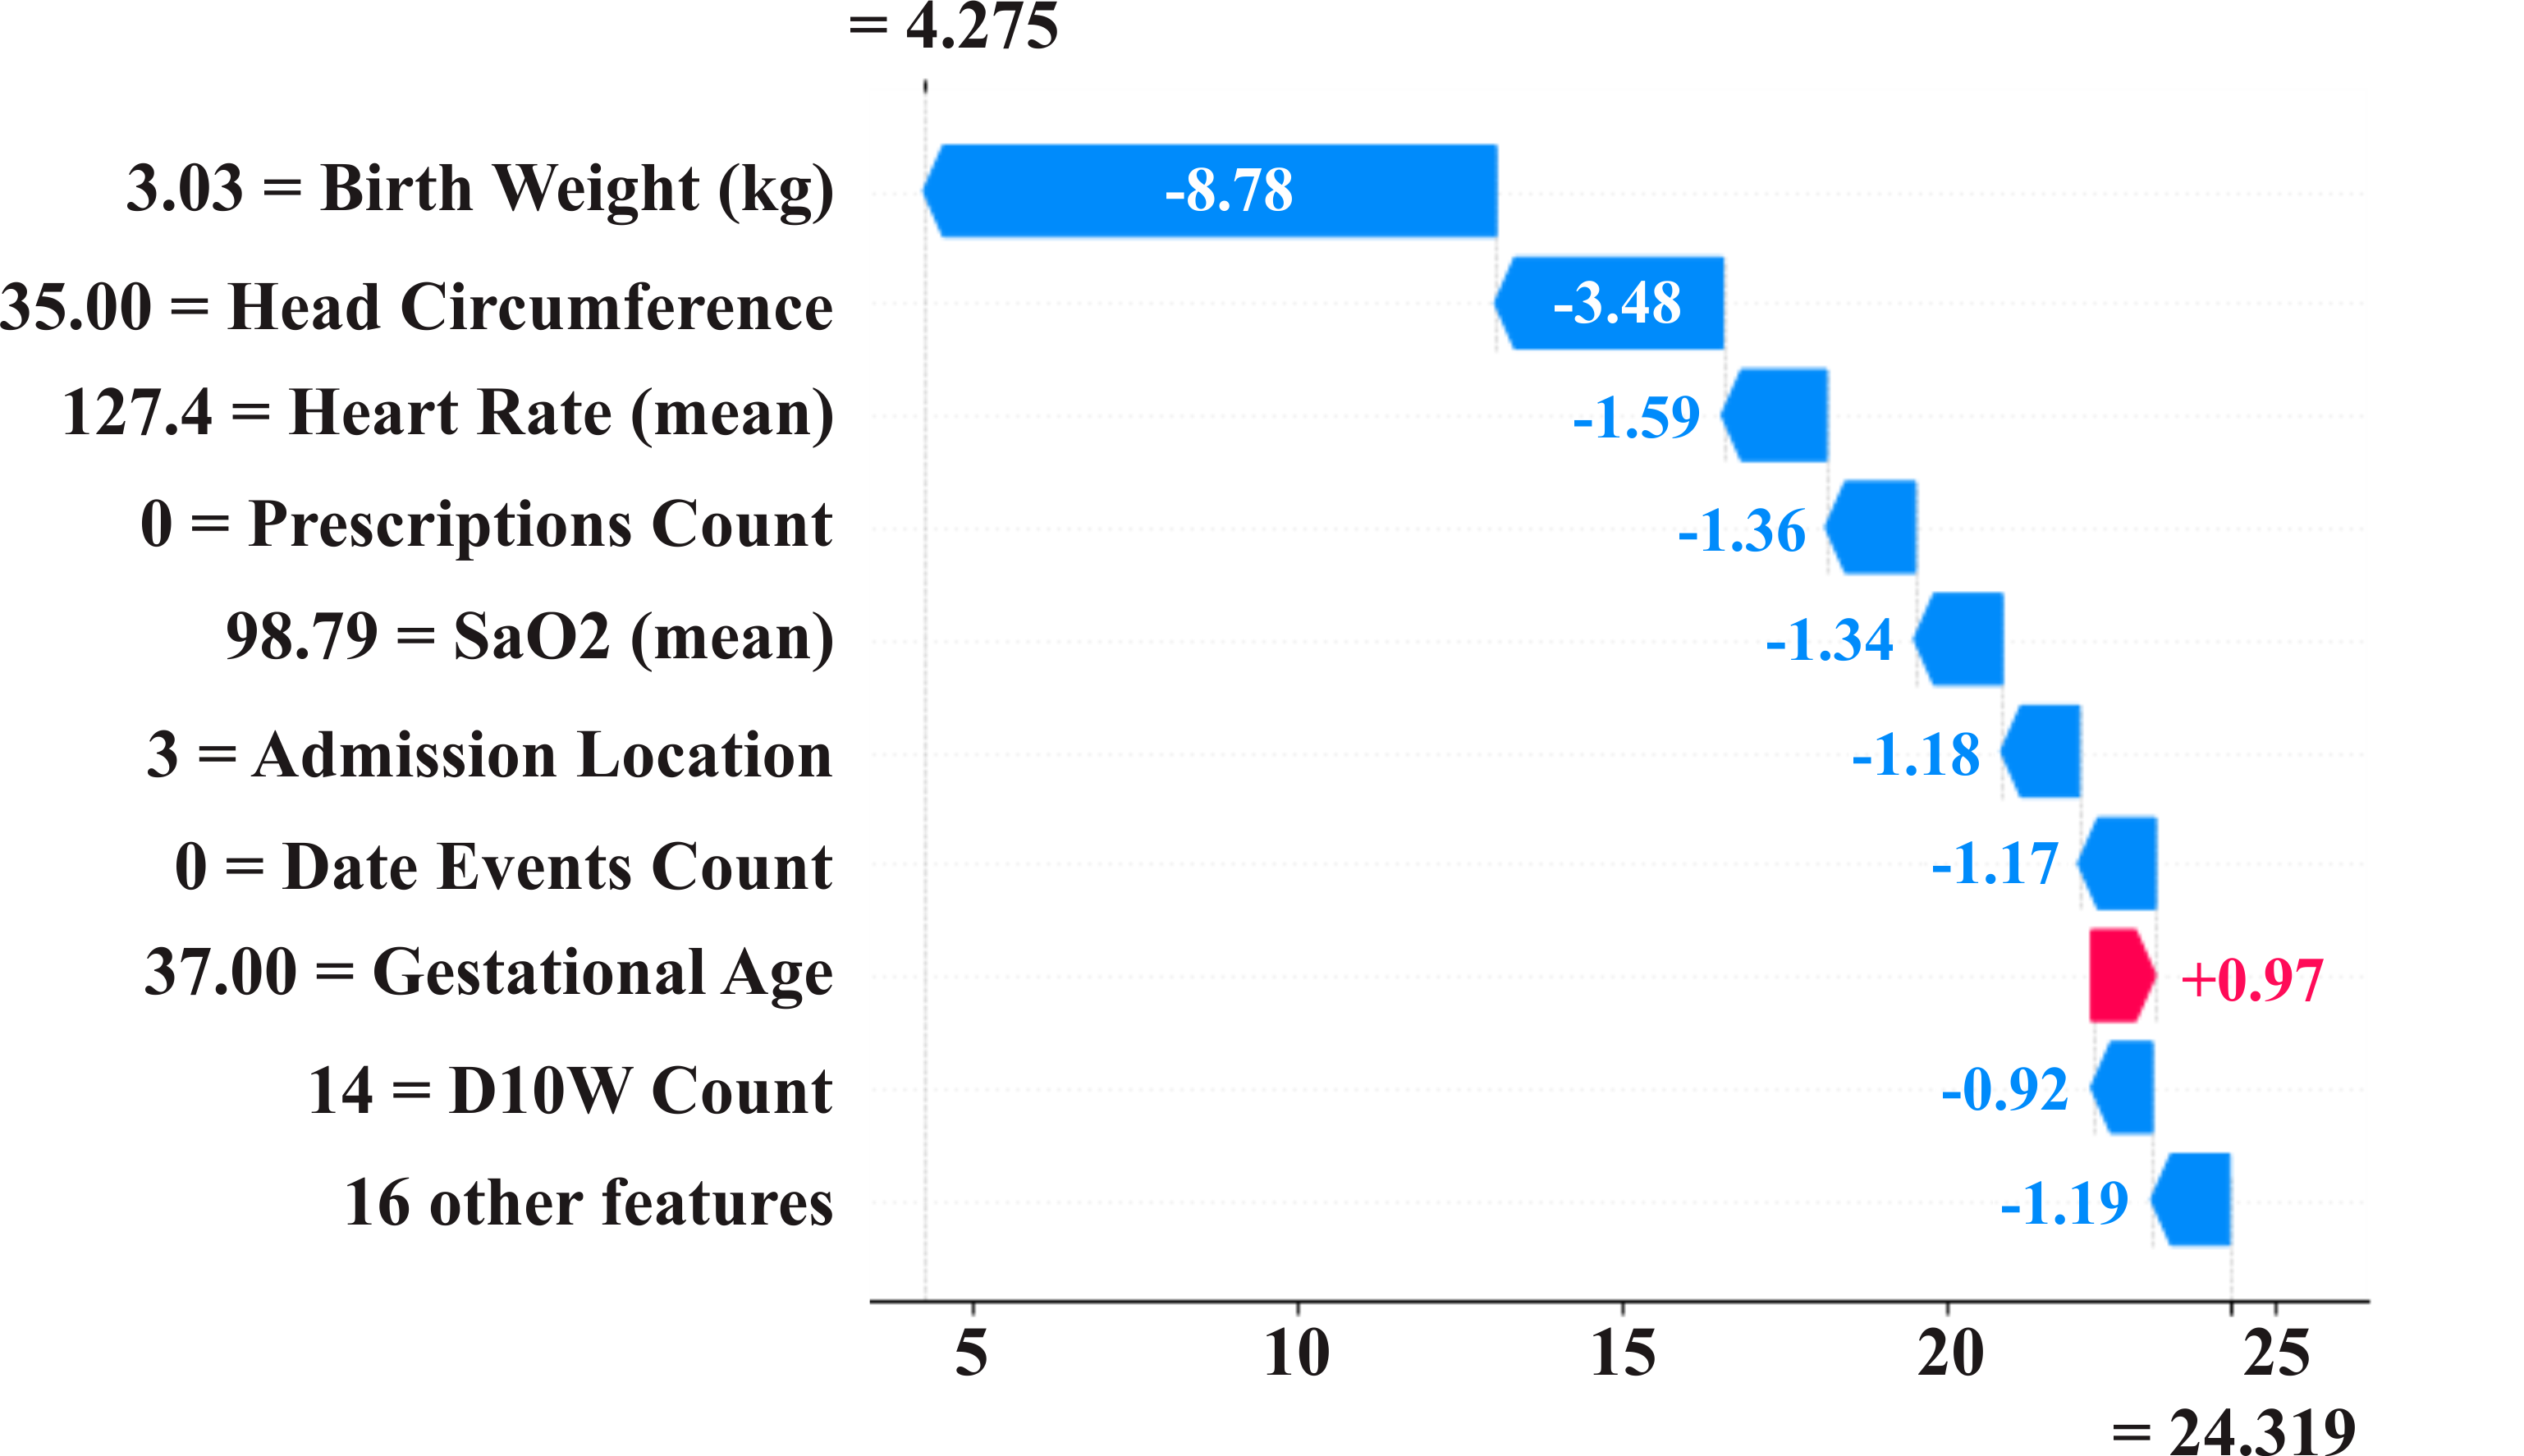 = 4.275
3.03 = Birth Weight (kg)
-8.78
35.00 = Head Circumference
-3.48
127.4 = Heart Rate (mean)
-1.59
0 = Prescriptions Count
-1.36
98.79 = SaO2 (mean)
-1.34
3 = Admission Location
-1.18
0 = Date Events Count
-1.17
37.00 = Gestational Age
+0.97
14 = D10W Count
-0.92
16 other features
-1.19
5 10 15 20 25
= 24.319